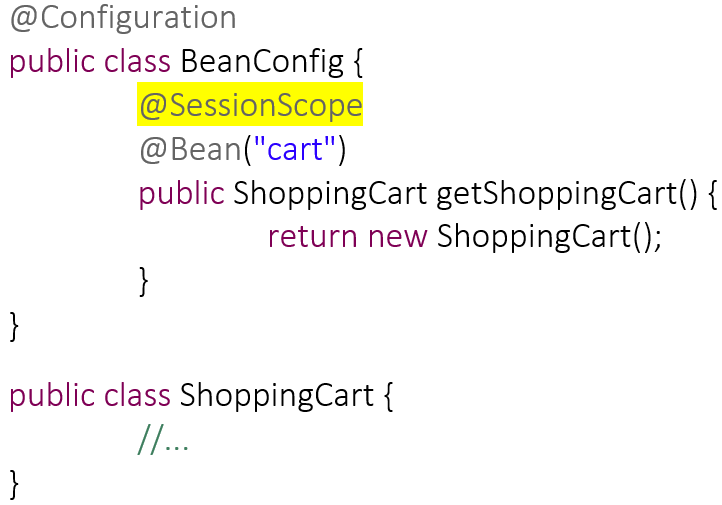 @Configuration
public class BeanConfig {
@SessionScope
@Bean("cart")
public ShoppingCart getShoppingCart() {
return new ShoppingCart();
}
}
public class ShoppingCart {
//...
}